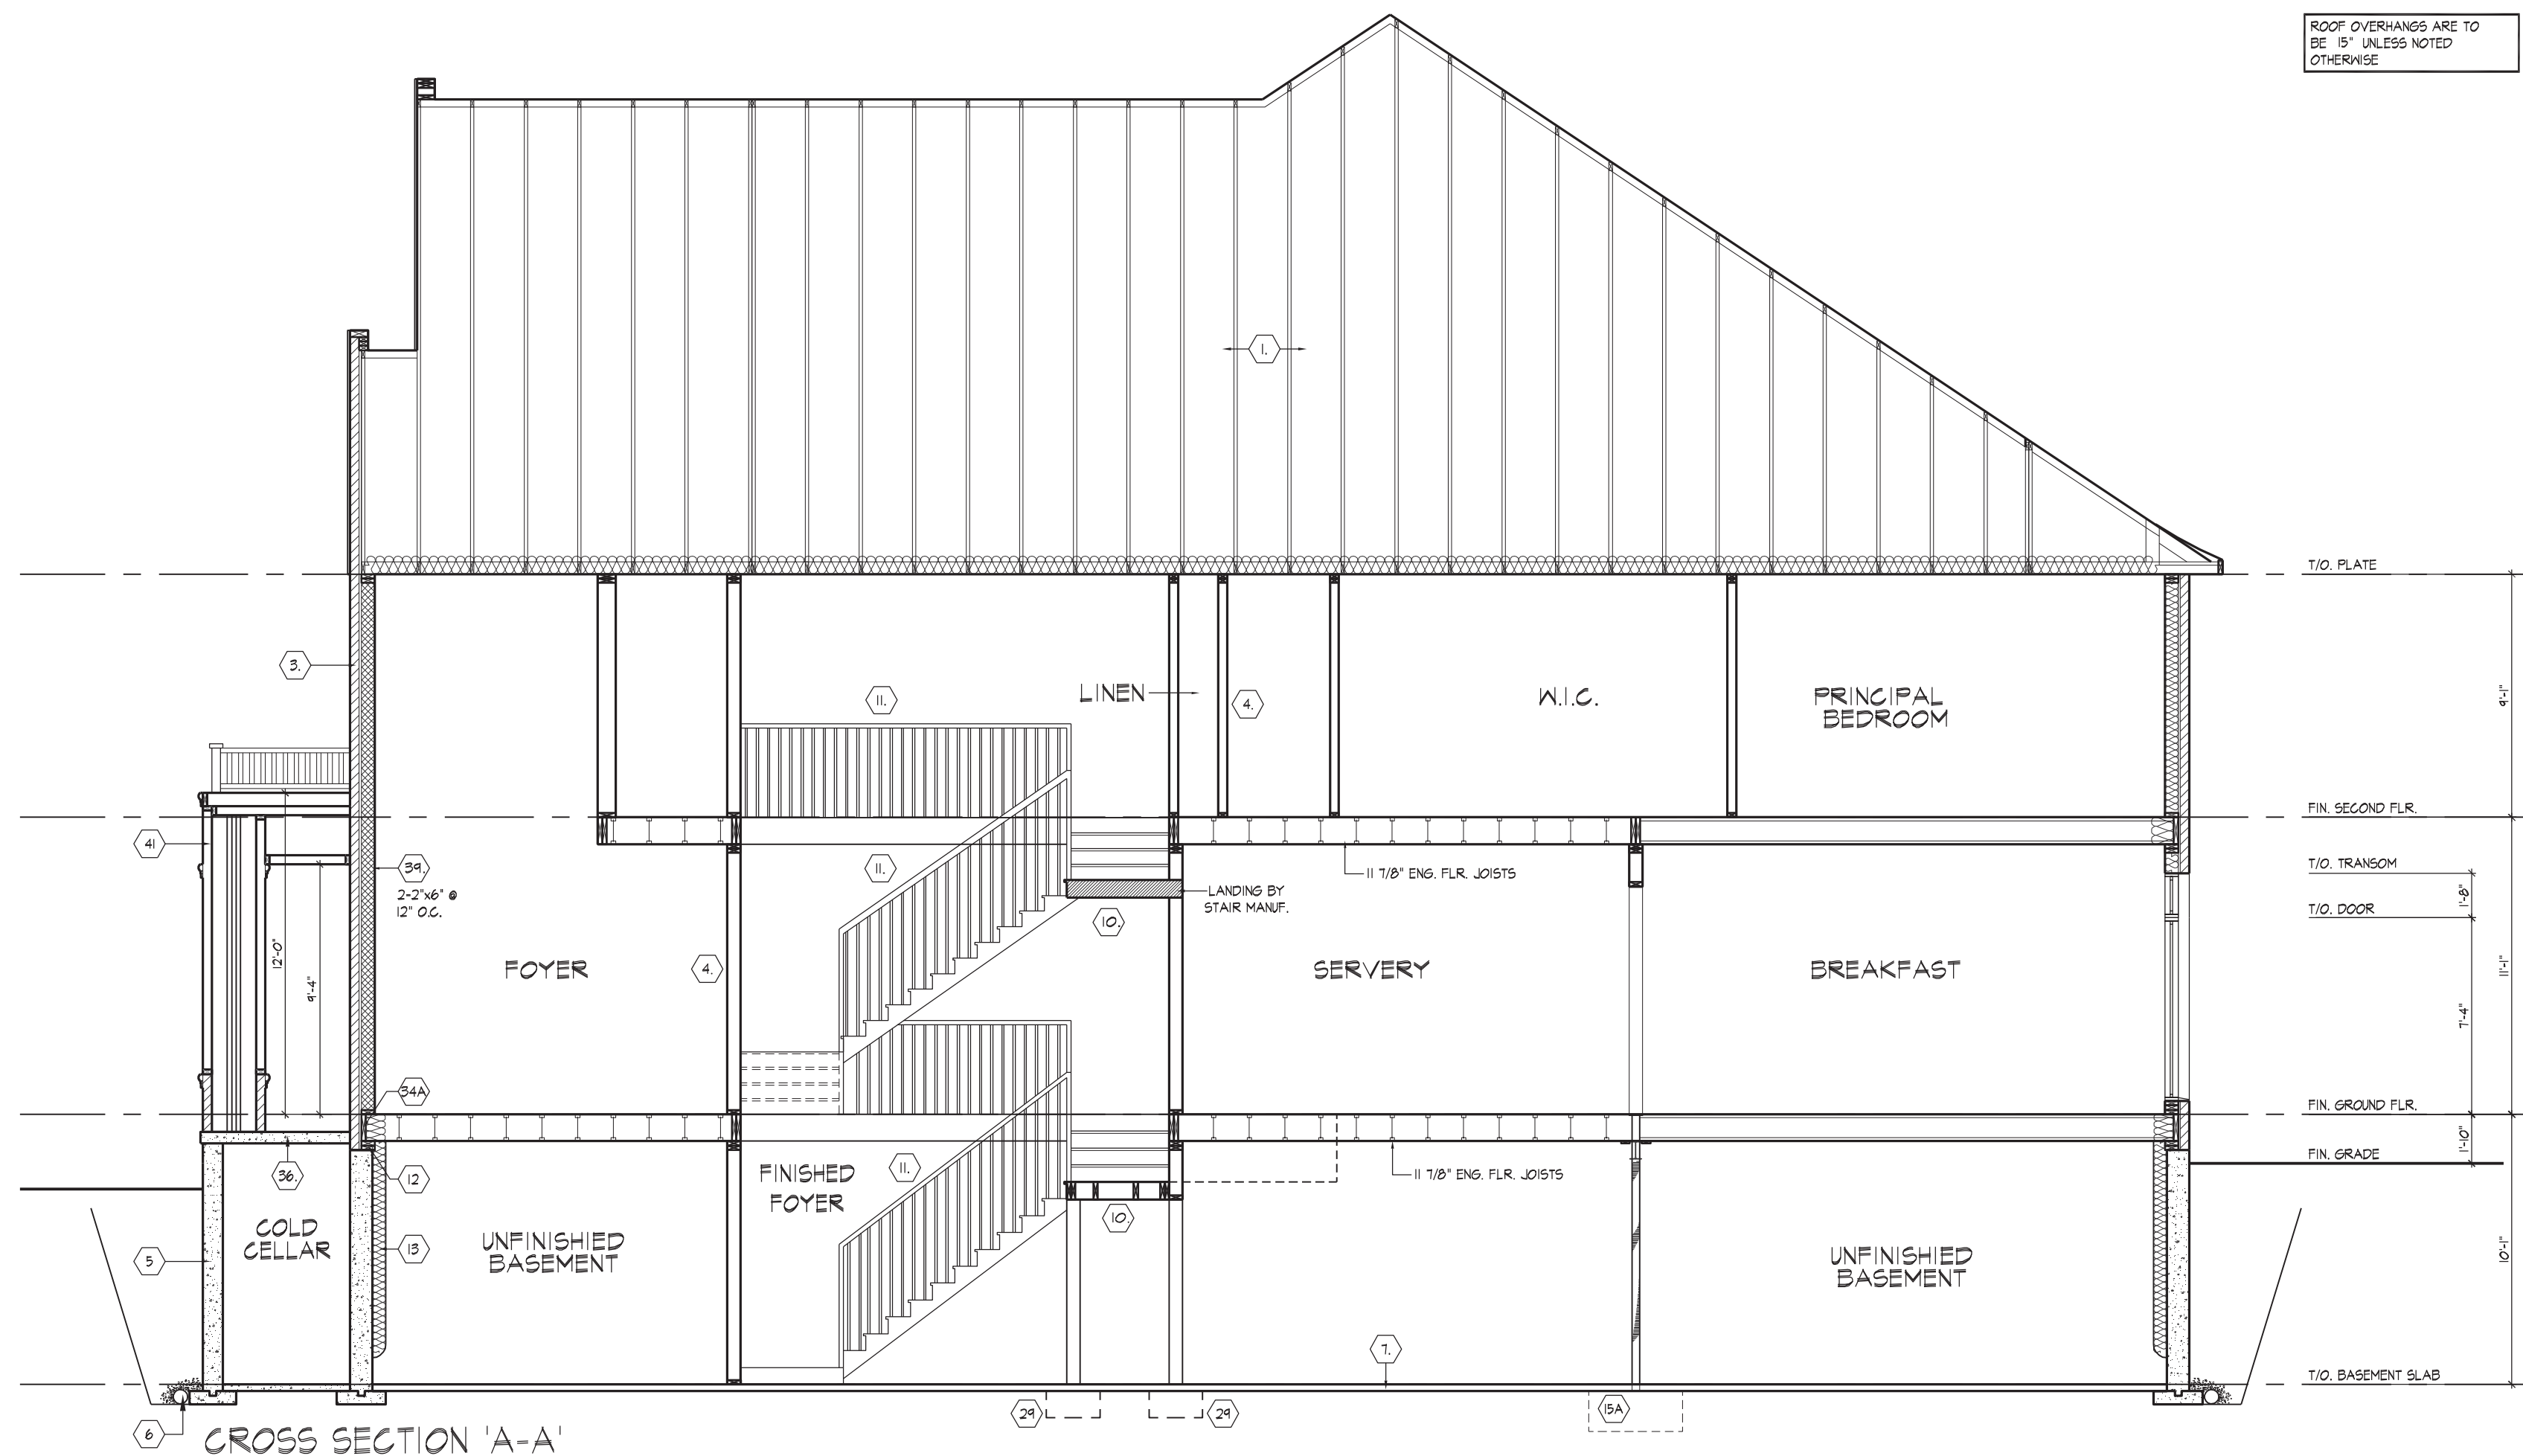 ROOF OVERHANGS ARE TO
BE 15" UNLESS NOTED
OTHERWISE
1.
T/O. PLATE
3.
11.
LINEN
4.
W.I.C.
PRINCIPAL
BEDROOM
9'-1"
FIN. SECOND FLR.
41
39.
2-2"x6" @
12" O.C.
11.
11 7/8" ENG. FLR. JOISTS
LANDING BY
STAIR MANUF.
10.
T/O. TRANSOM
1'-8"
T/O. DOOR
12'-0"
9'-4"
FOYER
4.
SERVERY
BREAKFAST
11'-1"
7'-4"
34A
FIN. GROUND FLR.
1'-10"
FIN. GRADE
36.
12
FINISHED
FOYER
11.
11 7/8" ENG. FLR. JOISTS
10.
COLD
CELLAR
5
13
UNFINISHIED
BASEMENT
UNFINISHIED
BASEMENT
10'-1"
7.
T/O. BASEMENT SLAB
6
29
29
15A
CROSS SECTION 'A-A'